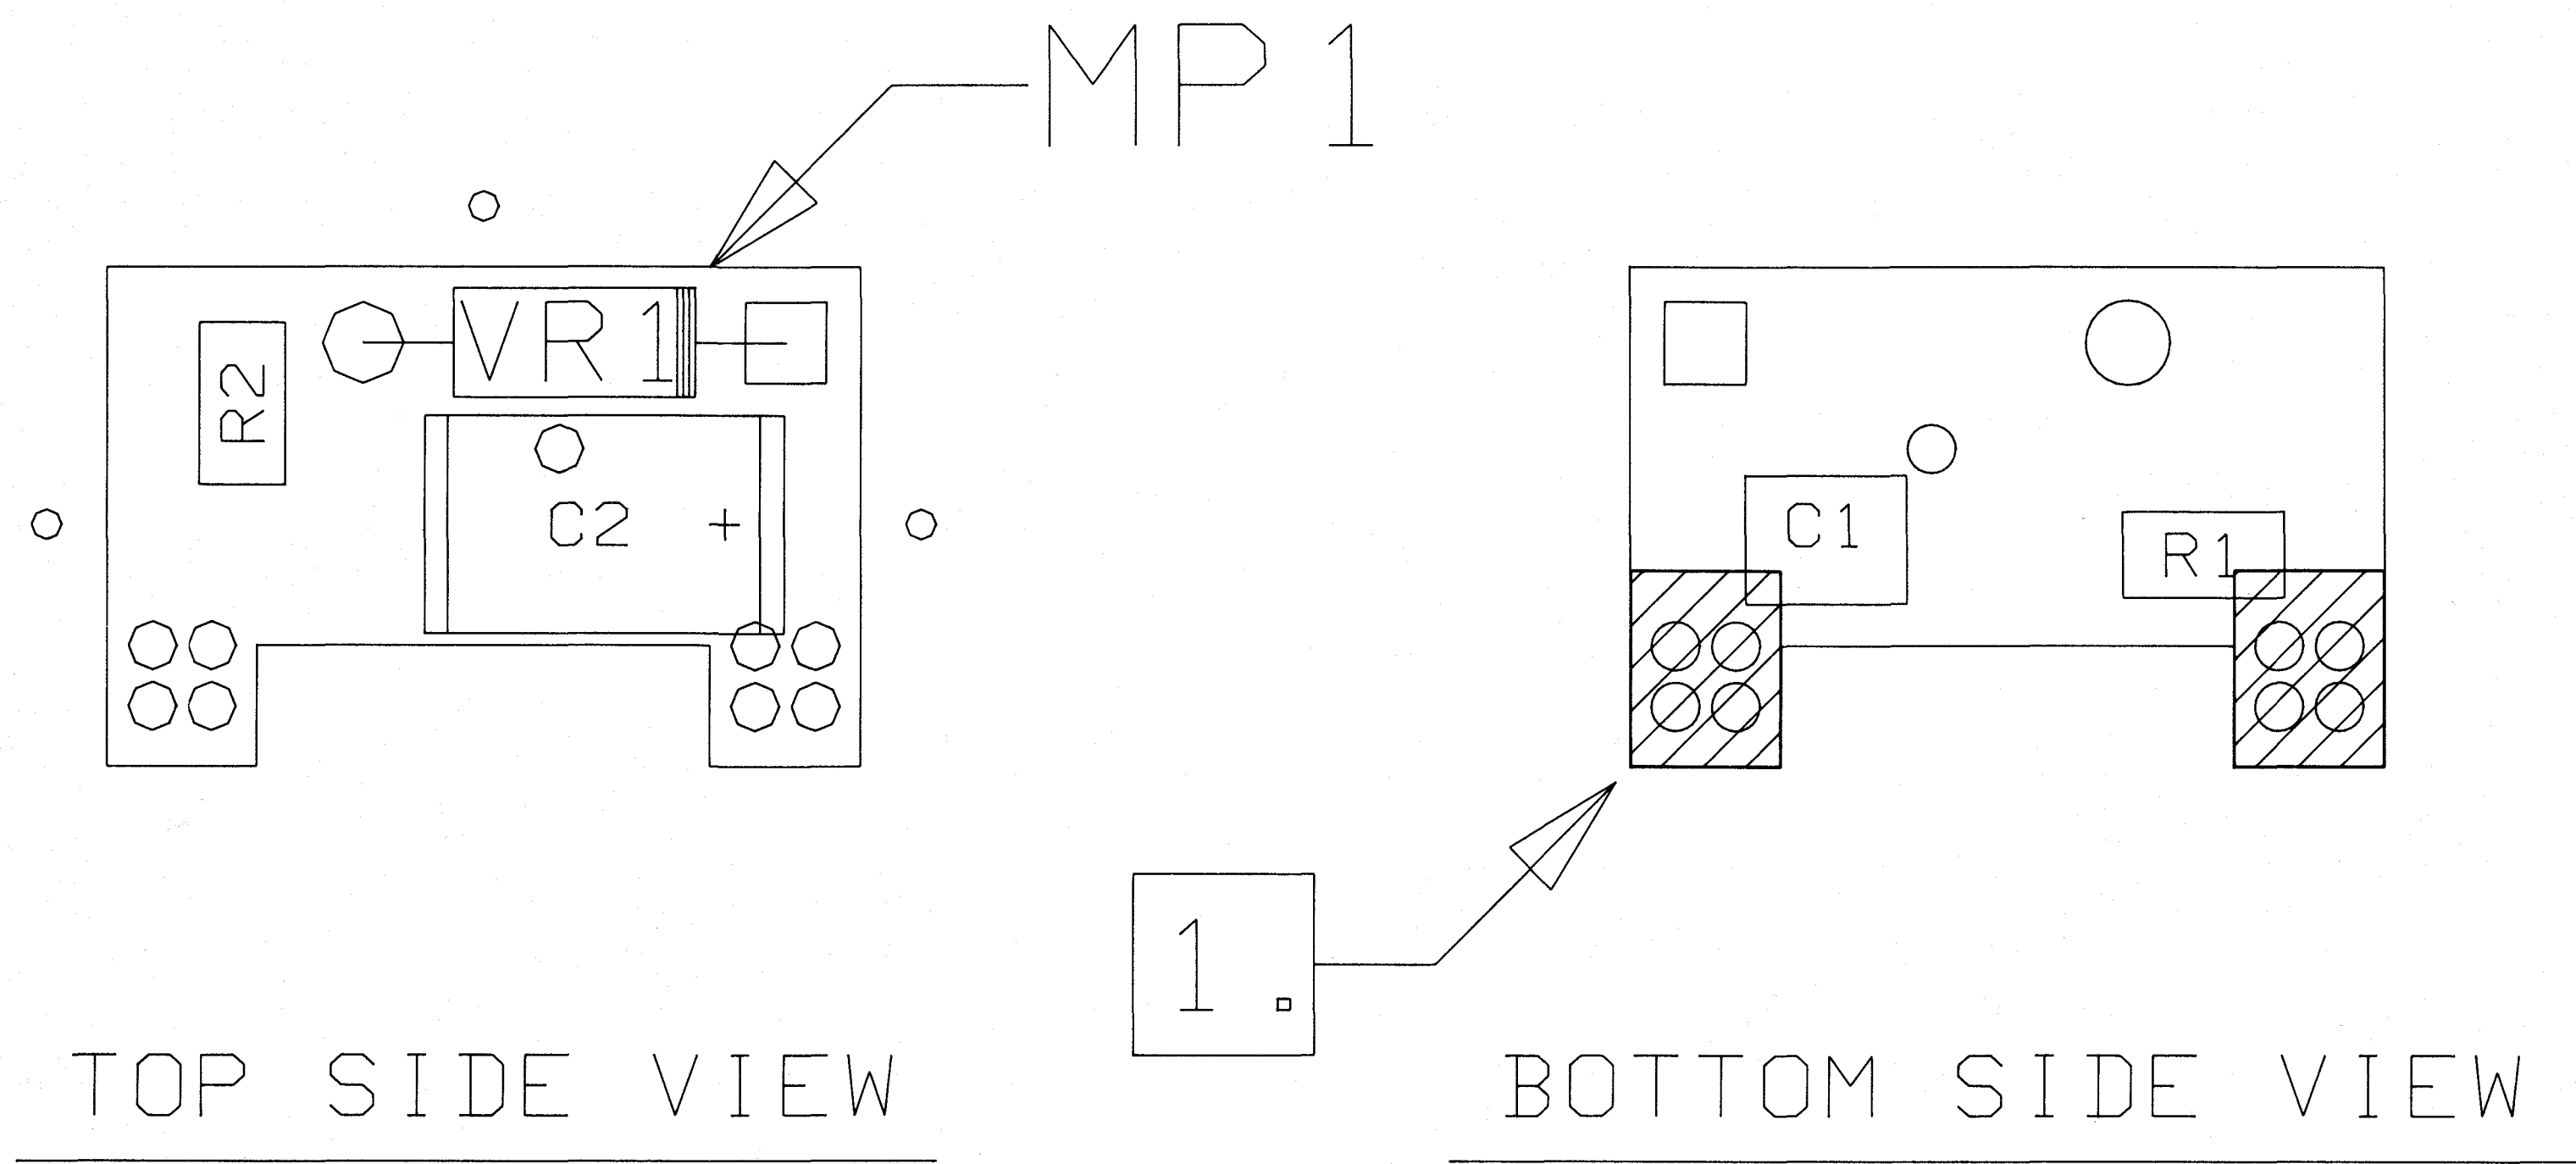 MP1
VR1
R2
C2 +
C1
R1
1.
TOP SIDE VIEW
BOTTOM SIDE VIEW